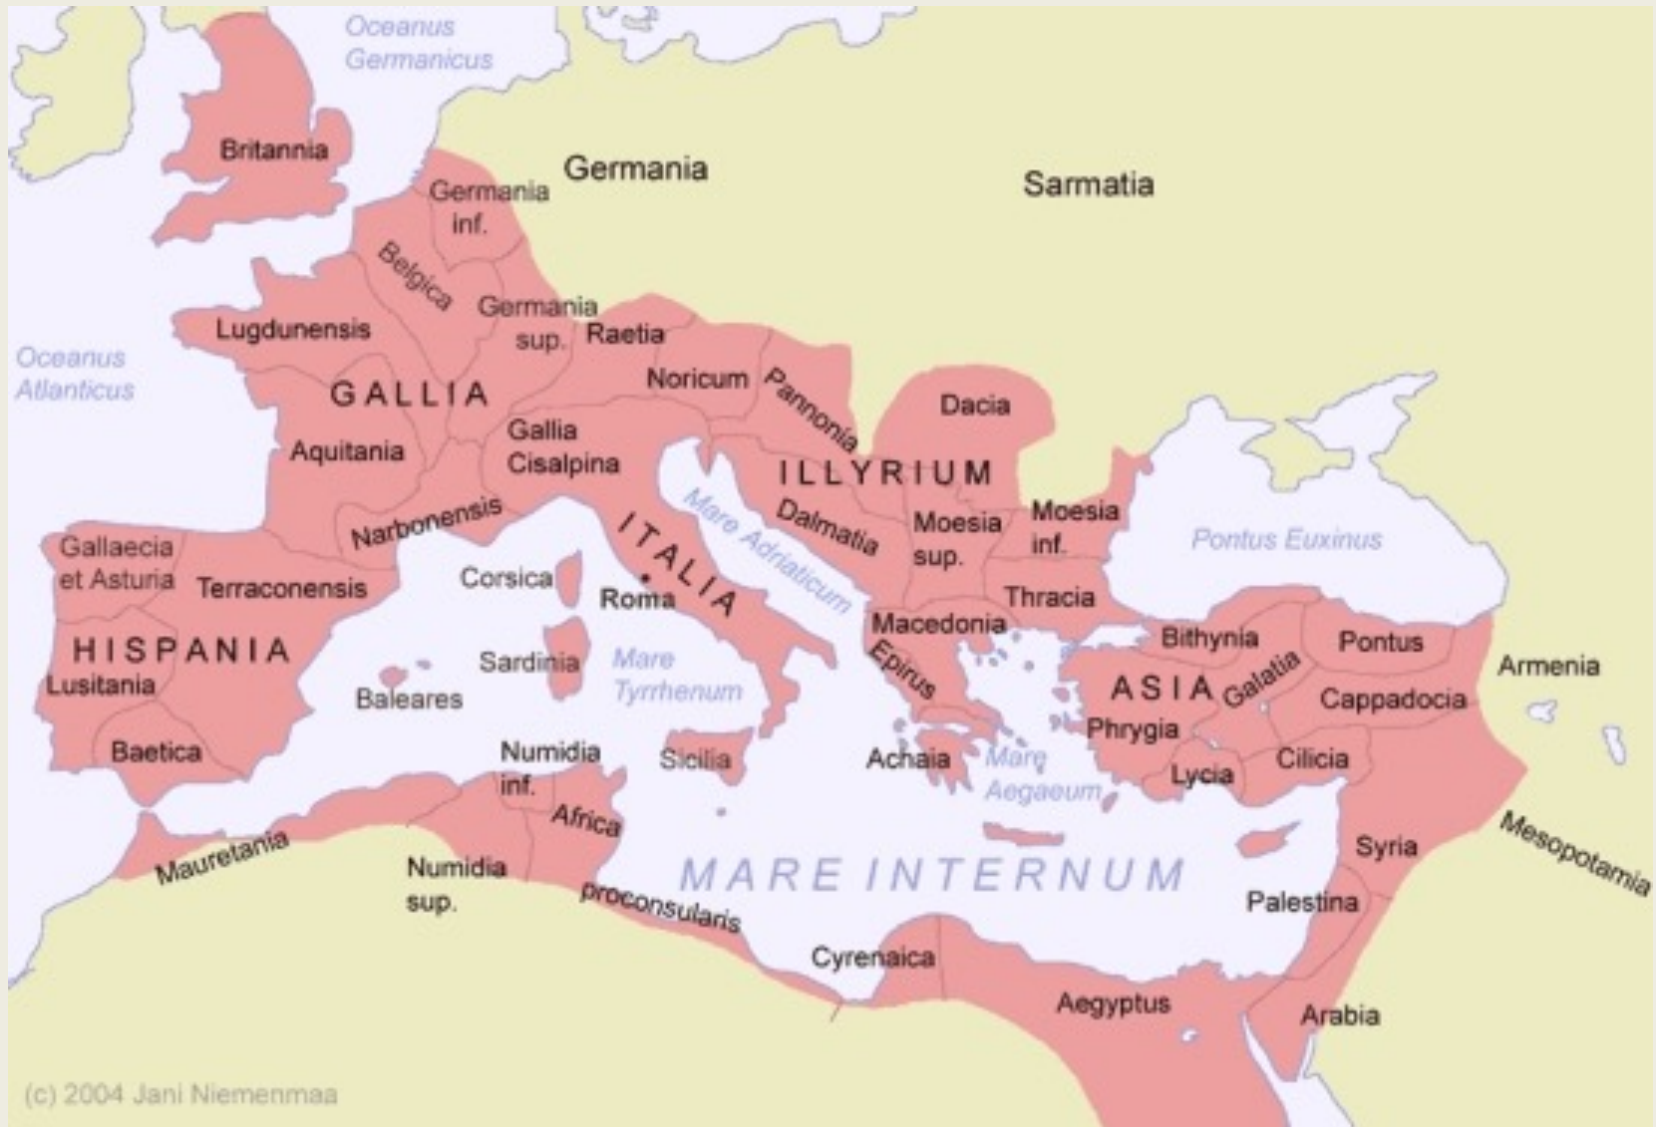 Oceanus
Germanicus
Britannia
Germania
Sarmatia
Germania
inf.
Belgica
Germania
sup.
Lugdunensis
Raetia
Oceanus
Atlanticus
GALLIA
Noricum
Pannonia
Dacia
Aquitania
Gallia
Cisalpina
ILLYRIUM
Narbonensis
ITALIA
Mare Adriaticum
Dalmatia
Moesia
sup.
Moesia
inf.
Pontus Euxinus
Gallaecia
et Asturia
Terraconensis
Corsica
Roma
Thracia
HISPANIA
Lusitania
Baleares
Sardinia
Mare
Tyrrhenum
Macedonia
Epirus
Bithynia
Pontus
Armenia
ASIA
Galatia
Cappadocia
Phrygia
Baetica
Numidia
inf.
Sicilia
Achaia
Mare
Aegaeum
Lycia
Cilicia
Africa
Mauretania
Numidia
sup.
proconsularis
MARE INTERNUM
Syria
Mesopotamia
Palestina
Cyrenaica
Aegyptus
Arabia
(c) 2004 Jani Niemenmaa